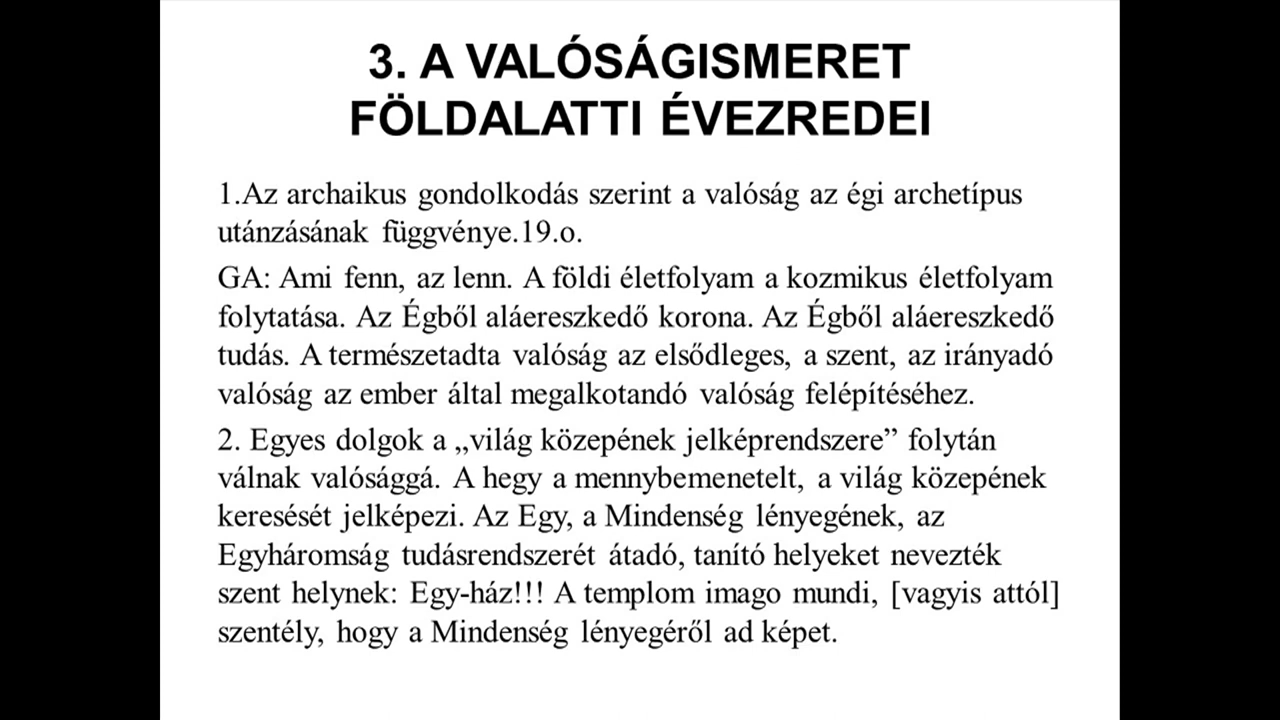 3. A VALÓSÁGISMERET
FÖLDALATTI ÉVEZREDEI
1.Az archaikus gondolkodás szerint a valóság az égi archetípus
utánzásának függvénye.19.o.
GA: Ami fenn, az lenn. A földi életfolyam a kozmikus életfolyam
folytatása. Az Égből aláereszkedő korona. Az Égből aláereszkedő
tudás. A természetadta valóság az elsődleges, a szent, az irányadó
valóság az ember által megalkotandó valóság felépítéséhez.
2. Egyes dolgok a „világ közepének jelképrendszere” folytán
válnak valósággá. A hegy a mennybemenetelt, a világ közepének
keresését jelképezi. Az Egy, a Mindenség lényegének, az
Egyháromság tudásrendszerét átadó, tanító helyeket nevezték
szent helynek: Egy-ház!!! A templom imago mundi, [vagyis attól]
szentély, hogy a Mindenség lényegéről ad képet.